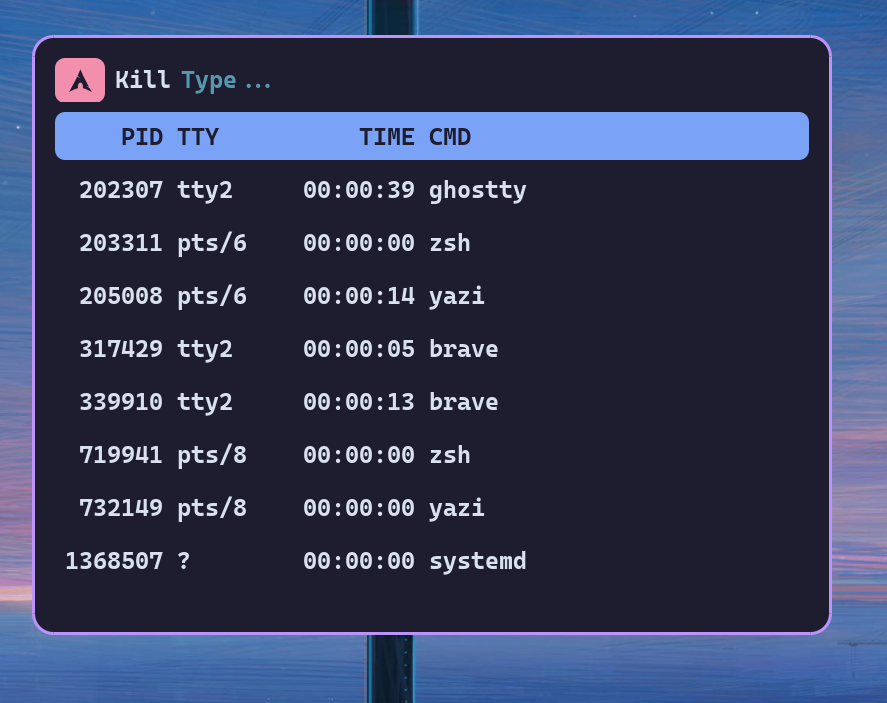 Kill Type ...
PID TTY TIME CMD
202307 tty2 00:00:39 ghostty
203311 pts/6 00:00:00 zsh
205008 pts/6 00:00:14 yazi
317429 tty2 00:00:05 brave
339910 tty2 00:00:13 brave
719941 pts/8 00:00:00 zsh
732149 pts/8 00:00:00 yazi
1368507 ? 00:00:00 systemd